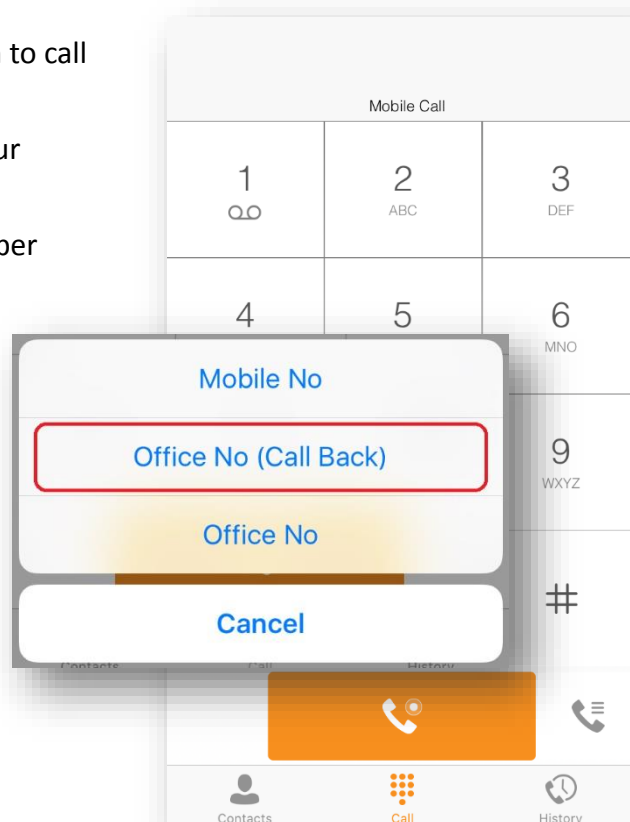 to call
ur
ber
Mobile Call
1
2
ABC
3
DEF
4
5
6
MNO
Mobile No
Office No (Call Back)
Office No
Cancel
9
WXYZ
#
Contacts
Call
History
Contacts
Call
History